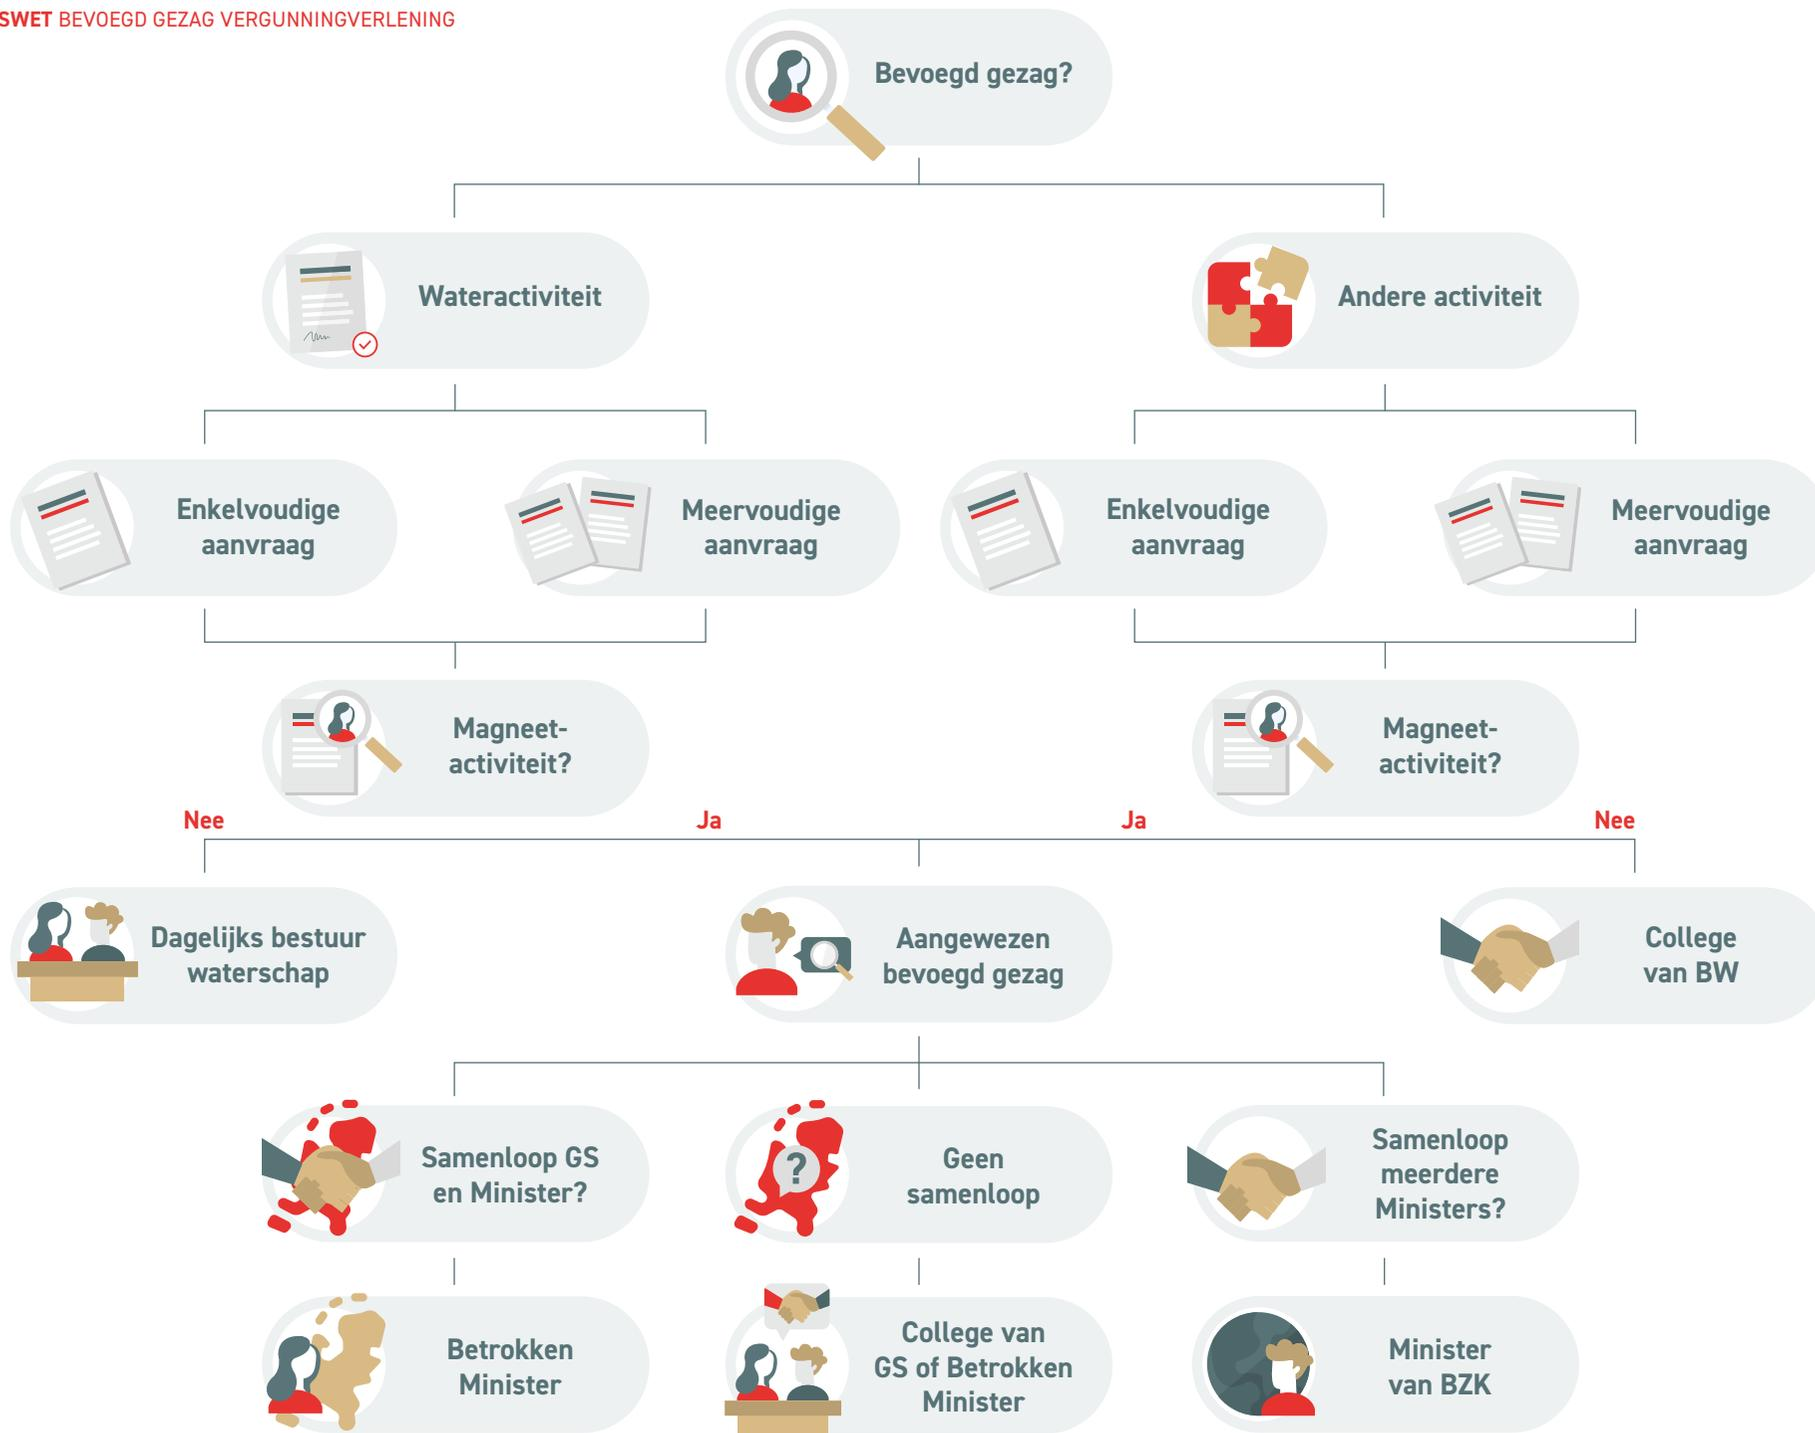 SWET BEVOEGD GEZAG VERGUNNINGVERLENING
Bevoegd gezag?
Wateractiviteit
Andere activiteit
Enkelvoudige
aanvraag
Meervoudige
aanvraag
Enkelvoudige
aanvraag
Meervoudige
aanvraag
Magneet-
activiteit?
Magneet-
activiteit?
Nee
Ja
Ja
Nee
Dagelijks bestuur
waterschap
Aangewezen
bevoegd gezag
College
van BW
Samenloop GS
en Minister?
?
Geen
samenloop
Samenloop
meerdere
Ministers?
Betrokken
Minister
College van
GS of Betrokken
Minister
Minister
van BZK